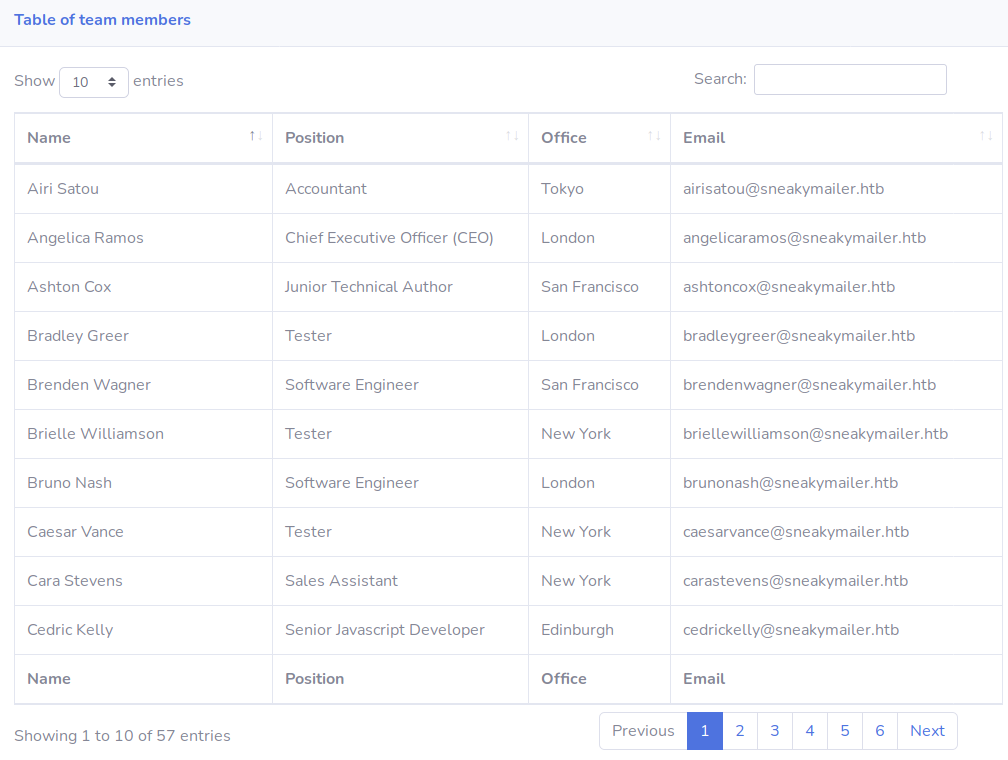 Table of team members
Show 10 entries Search:
Name ↑↓ Position ↑↓ Office ↑↓ Email ↑↓
Airi Satou Accountant Tokyo airisatou@sneakymailer.htb
Angelica Ramos Chief Executive Officer (CEO) London angelicaramos@sneakymailer.htb
Ashton Cox Junior Technical Author San Francisco ashtoncox@sneakymailer.htb
Bradley Greer Tester London bradleygreer@sneakymailer.htb
Brenden Wagner Software Engineer San Francisco brendenwagner@sneakymailer.htb
Brielle Williamson Tester New York briellewilliamson@sneakymailer.htb
Bruno Nash Software Engineer London brunonash@sneakymailer.htb
Caesar Vance Tester New York caesarvance@sneakymailer.htb
Cara Stevens Sales Assistant New York carastevens@sneakymailer.htb
Cedric Kelly Senior Javascript Developer Edinburgh cedrickelly@sneakymailer.htb
Name Position Office Email
Showing 1 to 10 of 57 entries Previous 1 2 3 4 5 6 Next